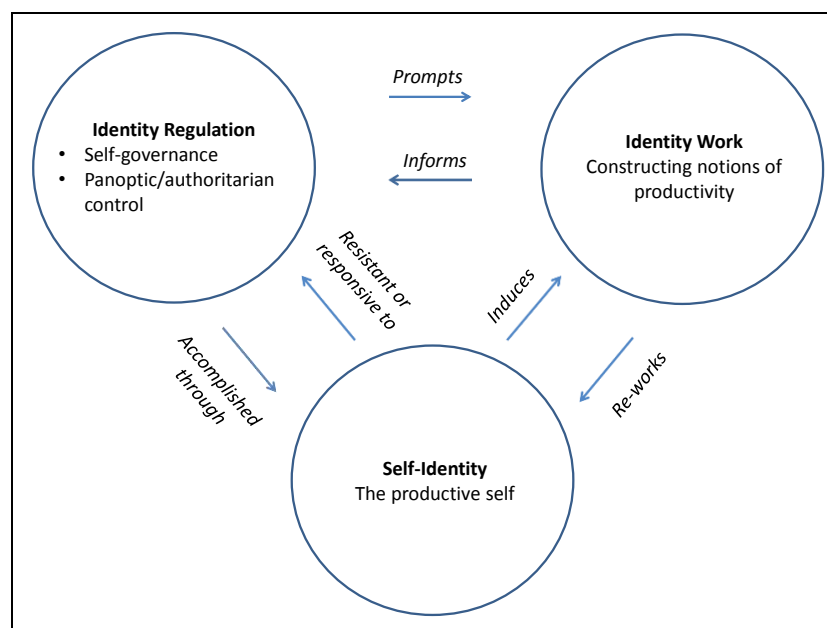 Prompts
Identity Regulation
• Self-governance
• Panoptic/authoritarian
control
Informs
Identity Work
Constructing notions of
productivity
Resistant or
responsive to
Induces
Accomplished
through
Re-works
Self-Identity
The productive self